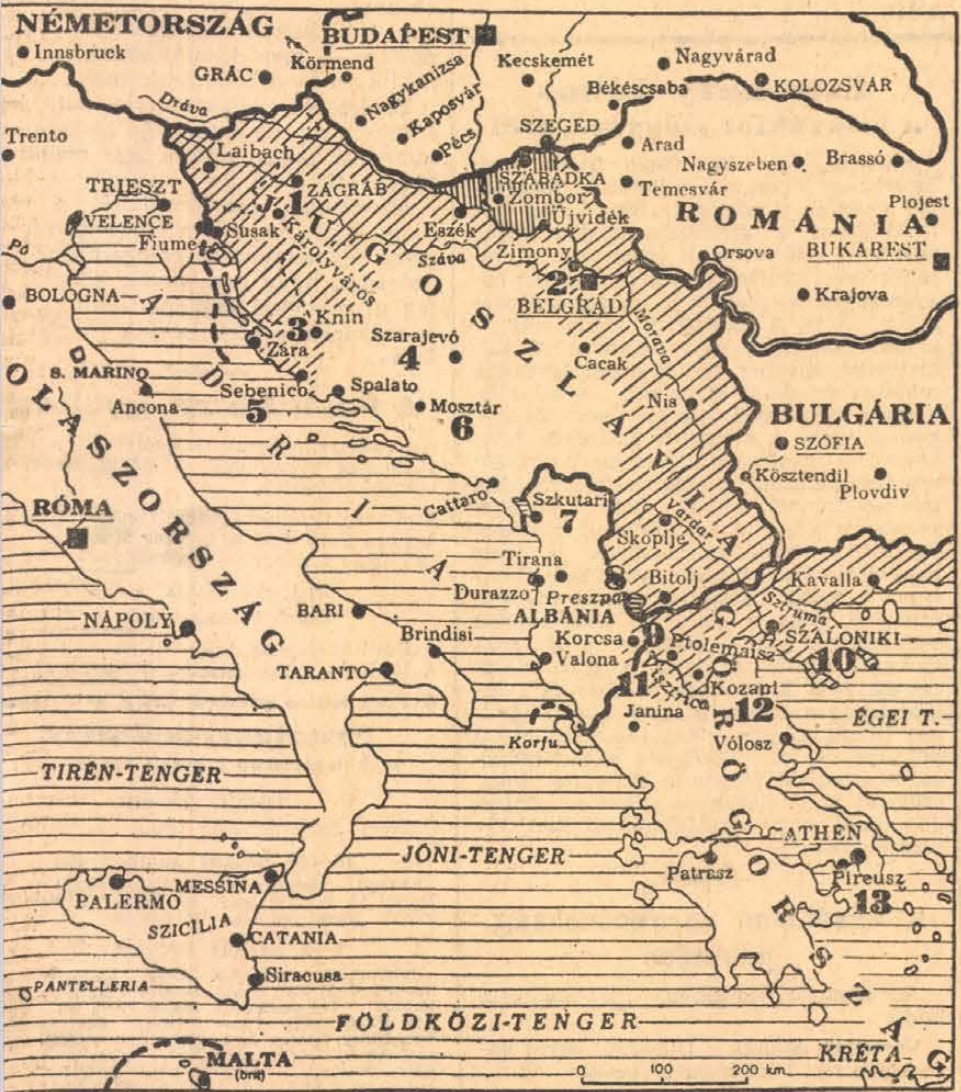 NÉMETORSZÁG
BUDAPEST
Innsbruck
GRÁC
Körmend
Kecskemét
Nagyvárad
KOLOZSVÁR
Dráva
Nagykanizsa
Kaposvár
Pécs
Békéscsaba
SZEGED
Trento
Laibach
Arad
Nagyszeben
Brassó
TRIESZT
ZÁGRÁB
SZABADKA
Temesvár
Zombor
Plojest
VELENCE
1
JUGOSZLÁVIA
Eszék
Újvidék
ROMÁNIA
Fiume
Susak
Károlyváros
Száva
Zimony
Orsova
BUKAREST
Pó
2
BELGRÁD
BOLOGNA
Krajova
3
Knin
Szarajevó
Morava
Zára
4
Cacak
S. MARINO
Sebenico
Spalato
Ancona
5
Mosztár
Nis
BULGÁRIA
OLASZORSZÁG
ADRIA
6
SZÓFIA
Kösztendil
Cattaro
Szkutari
Plovdiv
RÓMA
7
Vardar
Skoplje
Tirana
Bitolj
Kavalla
Durazzo
Preszpa
Sztruma
NÁPOLY
BARI
ALBÁNIA
Brindisi
Korcsa
9
Ptolemaisz
SZALONIKI
Valona
10
TARANTO
11
Bisztrica
Kozani
12
Janina
ÉGEI T.
Korfu
Vólosz
TIRÉN-TENGER
GÖRÖGORSZÁG
JÓNI-TENGER
ATHÉN
Patrasz
Pireusz
MESSINA
PALERMO
13
SZICÍLIA
CATANIA
Siracusa
PANTELLERIA
FÖLDKÖZI-TENGER
KRÉTA
MALTA
(brit)
0 100 200 km.